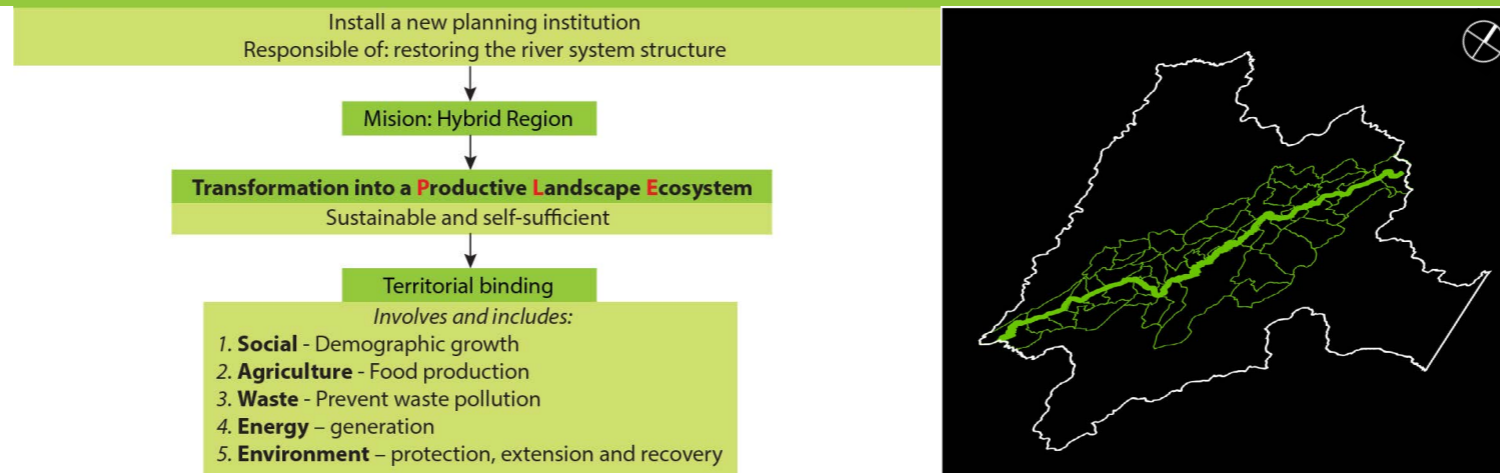 Install a new planning institution
Responsible of: restoring the river system structure
Mision: Hybrid Region
Transformation into a Productive Landscape Ecosystem
Sustainable and self-sufficient
Territorial binding
Involves and includes:
1. Social - Demographic growth
2. Agriculture - Food production
3. Waste - Prevent waste pollution
4. Energy – generation
5. Environment – protection, extension and recovery